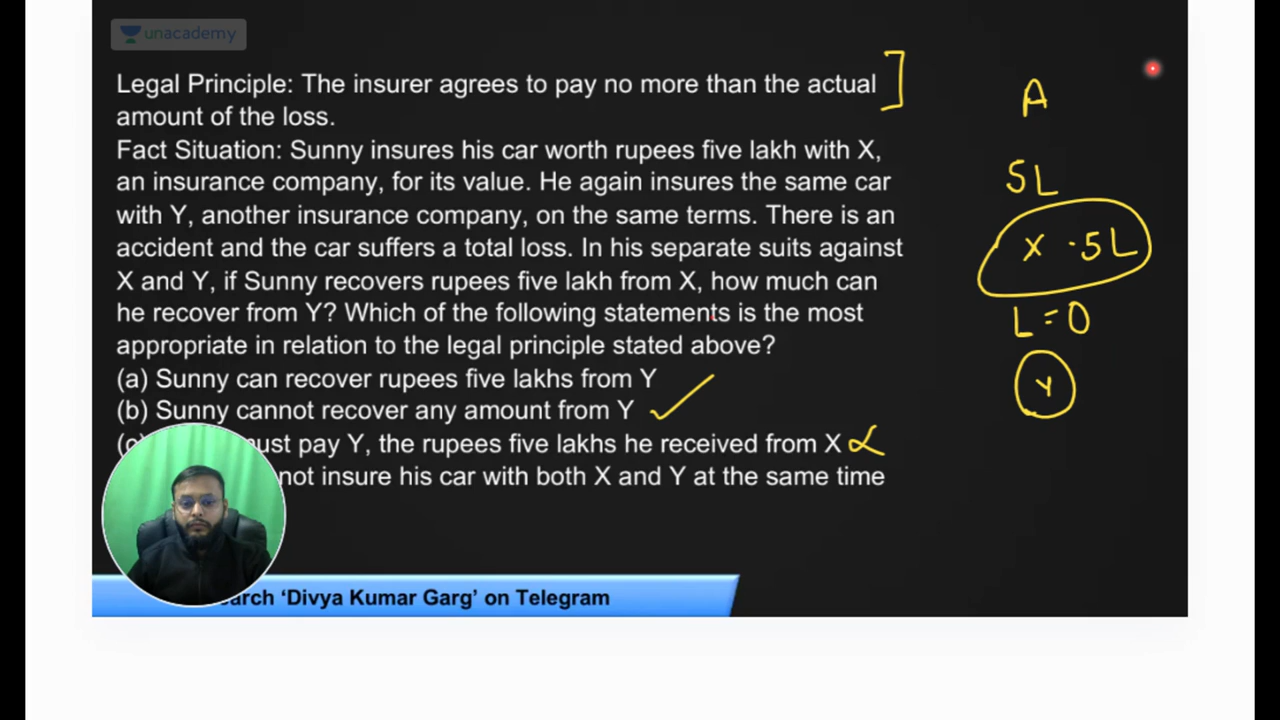 unacademy
Legal Principle: The insurer agrees to pay no more than the actual
amount of the loss.
Fact Situation: Sunny insures his car worth rupees five lakh with X,
an insurance company, for its value. He again insures the same car
with Y, another insurance company, on the same terms. There is an
accident and the car suffers a total loss. In his separate suits against
X and Y, if Sunny recovers rupees five lakh from X, how much can
he recover from Y? Which of the following statements is the most
appropriate in relation to the legal principle stated above?
(a) Sunny can recover rupees five lakhs from Y
(b) Sunny cannot recover any amount from Y
pay Y, the rupees five lakhs he received from X
insure his car with both X and Y at the same time
‘Divya Kumar Garg’ on Telegram
A
5L
X · 5L
L = 0
Y